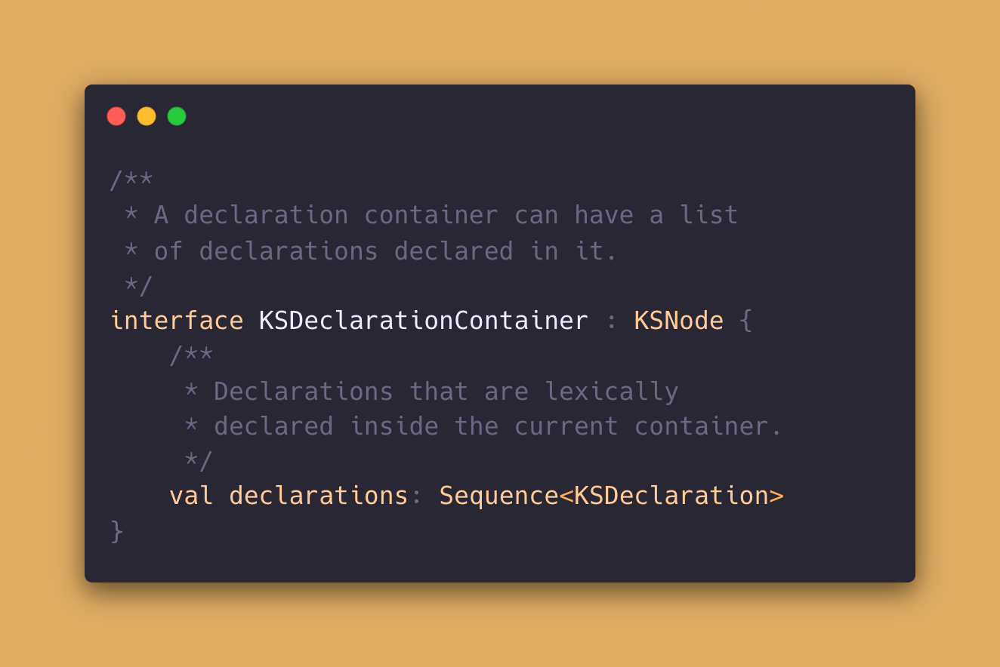 /**
 * A declaration container can have a list
 * of declarations declared in it.
 */
interface KSDeclarationContainer : KSNode {
    /**
     * Declarations that are lexically
     * declared inside the current container.
     */
    val declarations: Sequence<KSDeclaration>
}